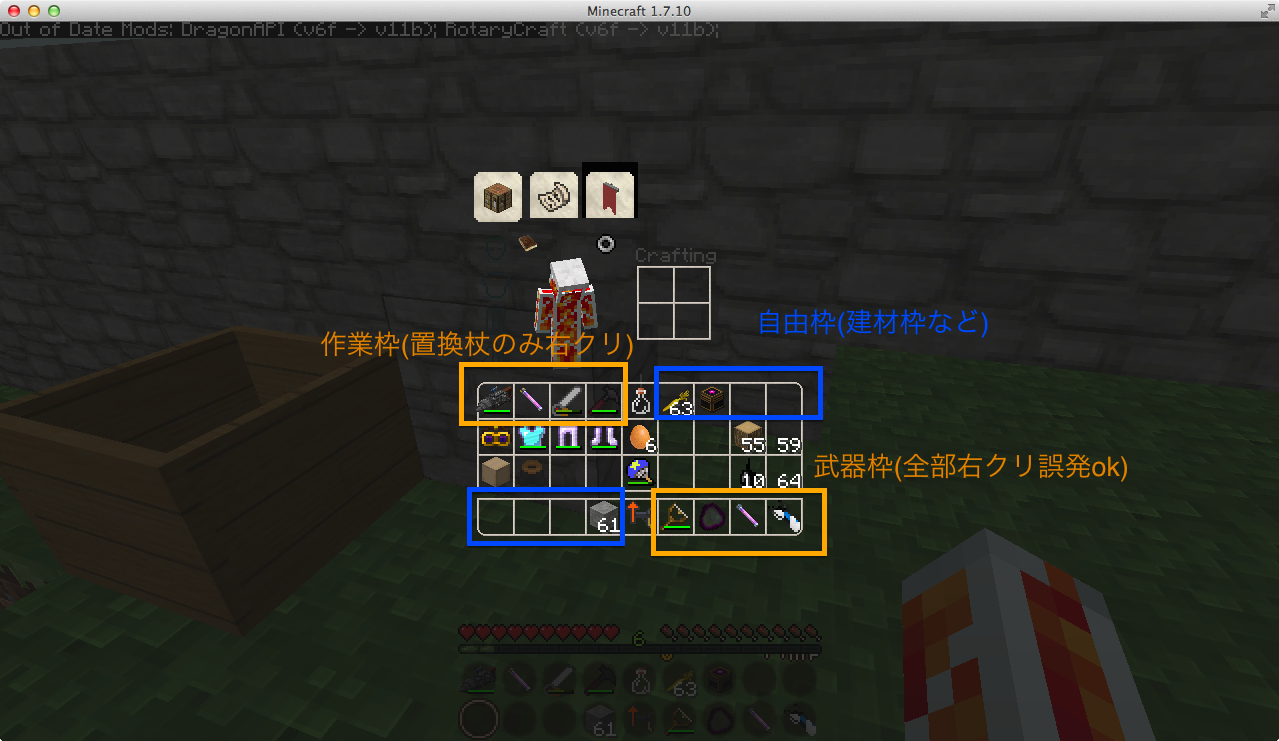 Minecraft 1.7.10
Out of Date Mods: DragonAPI (v6f -> v11b); RotaryCraft (v6f -> v11b);
Crafting
自由枠(建材枠など)
作業枠(置換杖のみ右クリ)
63
6
55
59
武器枠(全部右クリ誤発ok)
10
64
61
6
63
61